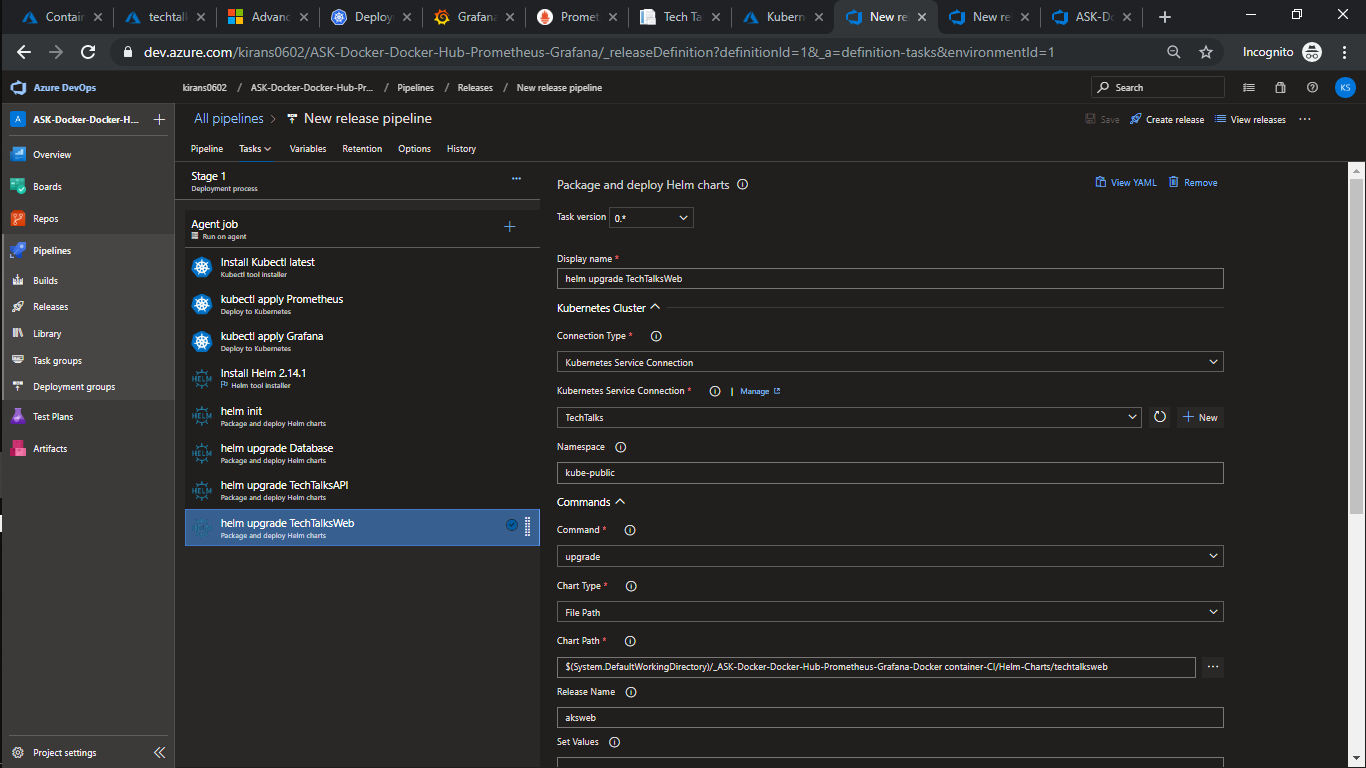 Contain
techtal
Advanc
Deploy
Grafana
Promet
Tech Ta
Kubern
New re
New re
ASK-Do
dev.azure.com/kirans0602/ASK-Docker-Docker-Hub-Prometheus-Grafana/_releaseDefinition?definitionId=1&_a=definition-tasks&environmentId=1
Incognito
Azure DevOps
kirans0602 / ASK-Docker-Docker-Hub-Pr... / Pipelines / Releases / New release pipeline
Search
KS
A ASK-Docker-Docker-H...
All pipelines > New release pipeline
Save Create release View releases ...
Overview
Boards
Repos
Pipelines
Builds
Releases
Library
Task groups
Deployment groups
Test Plans
Artifacts
Project settings
Pipeline Tasks Variables Retention Options History
Stage 1
Deployment process
Agent job
Run on agent
Install Kubectl latest
Kubectl tool installer
kubectl apply Prometheus
Deploy to Kubernetes
kubectl apply Grafana
Deploy to Kubernetes
HELM
Install Helm 2.14.1
Helm tool installer
HELM
helm init
Package and deploy Helm charts
HELM
helm upgrade Database
Package and deploy Helm charts
HELM
helm upgrade TechTalksAPI
Package and deploy Helm charts
HELM
helm upgrade TechTalksWeb
Package and deploy Helm charts
Package and deploy Helm charts
View YAML Remove
Task version 0.*
Display name *
helm upgrade TechTalksWeb
Kubernetes Cluster
Connection Type *
Kubernetes Service Connection
Kubernetes Service Connection * | Manage
TechTalks
New
Namespace
kube-public
Commands
Command *
upgrade
Chart Type *
File Path
Chart Path *
$(System.DefaultWorkingDirectory)/_ASK-Docker-Docker-Hub-Prometheus-Grafana-Docker container-CI/Helm-Charts/techtalksweb
...
Release Name
aksweb
Set Values